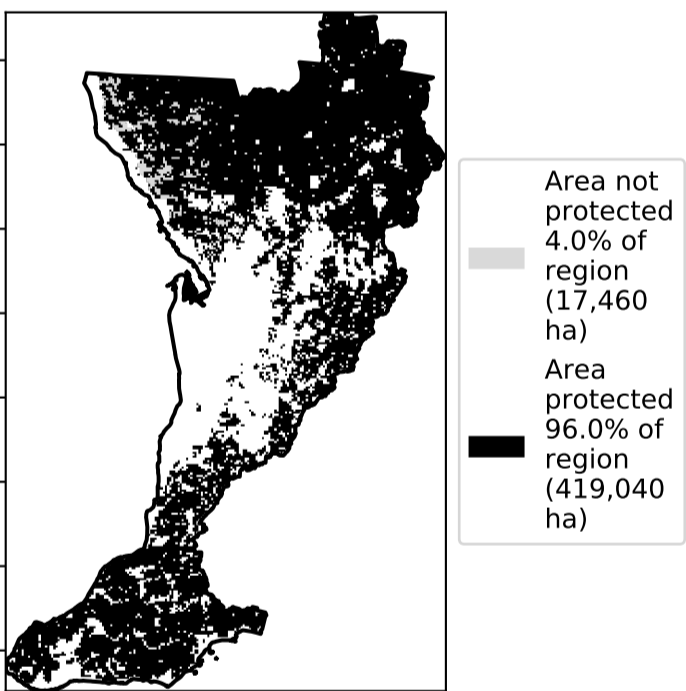 Area not
protected
4.0% of
region
(17,460
ha)
Area
protected
96.0% of
region
(419,040
ha)